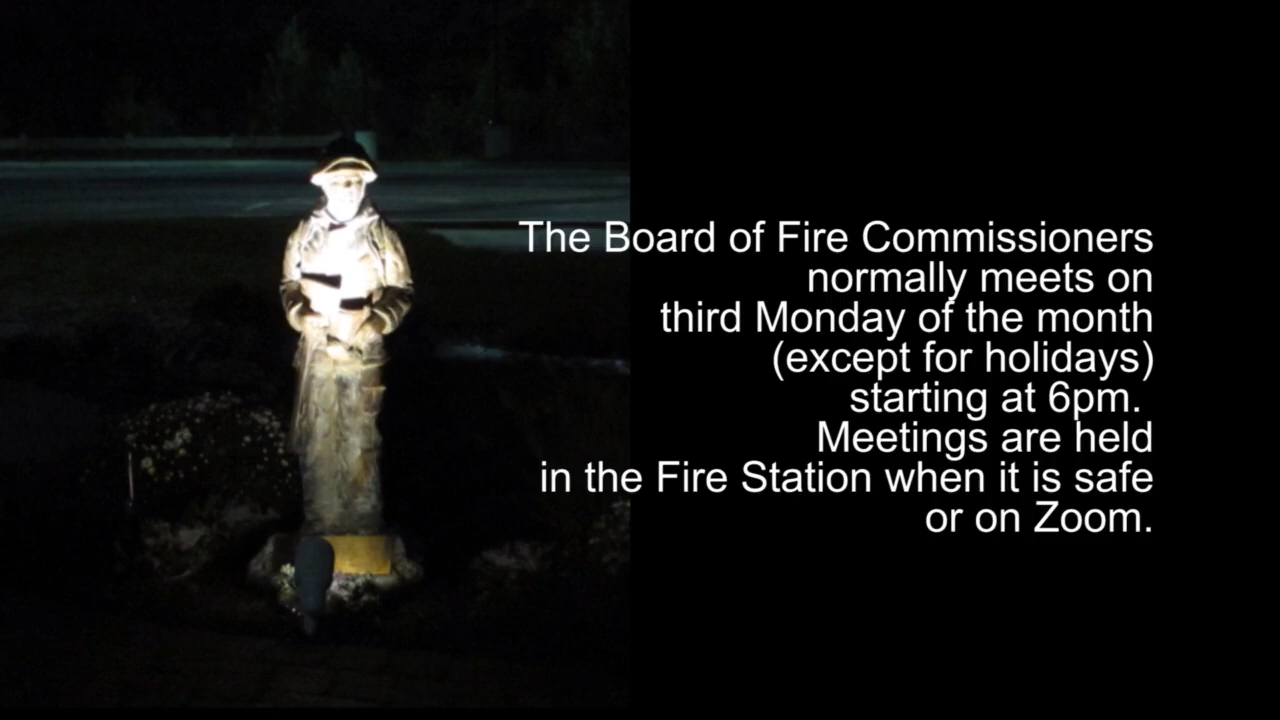 The Board of Fire Commissioners
normally meets on
third Monday of the month
(except for holidays)
starting at 6pm.
Meetings are held
in the Fire Station when it is safe
or on Zoom.